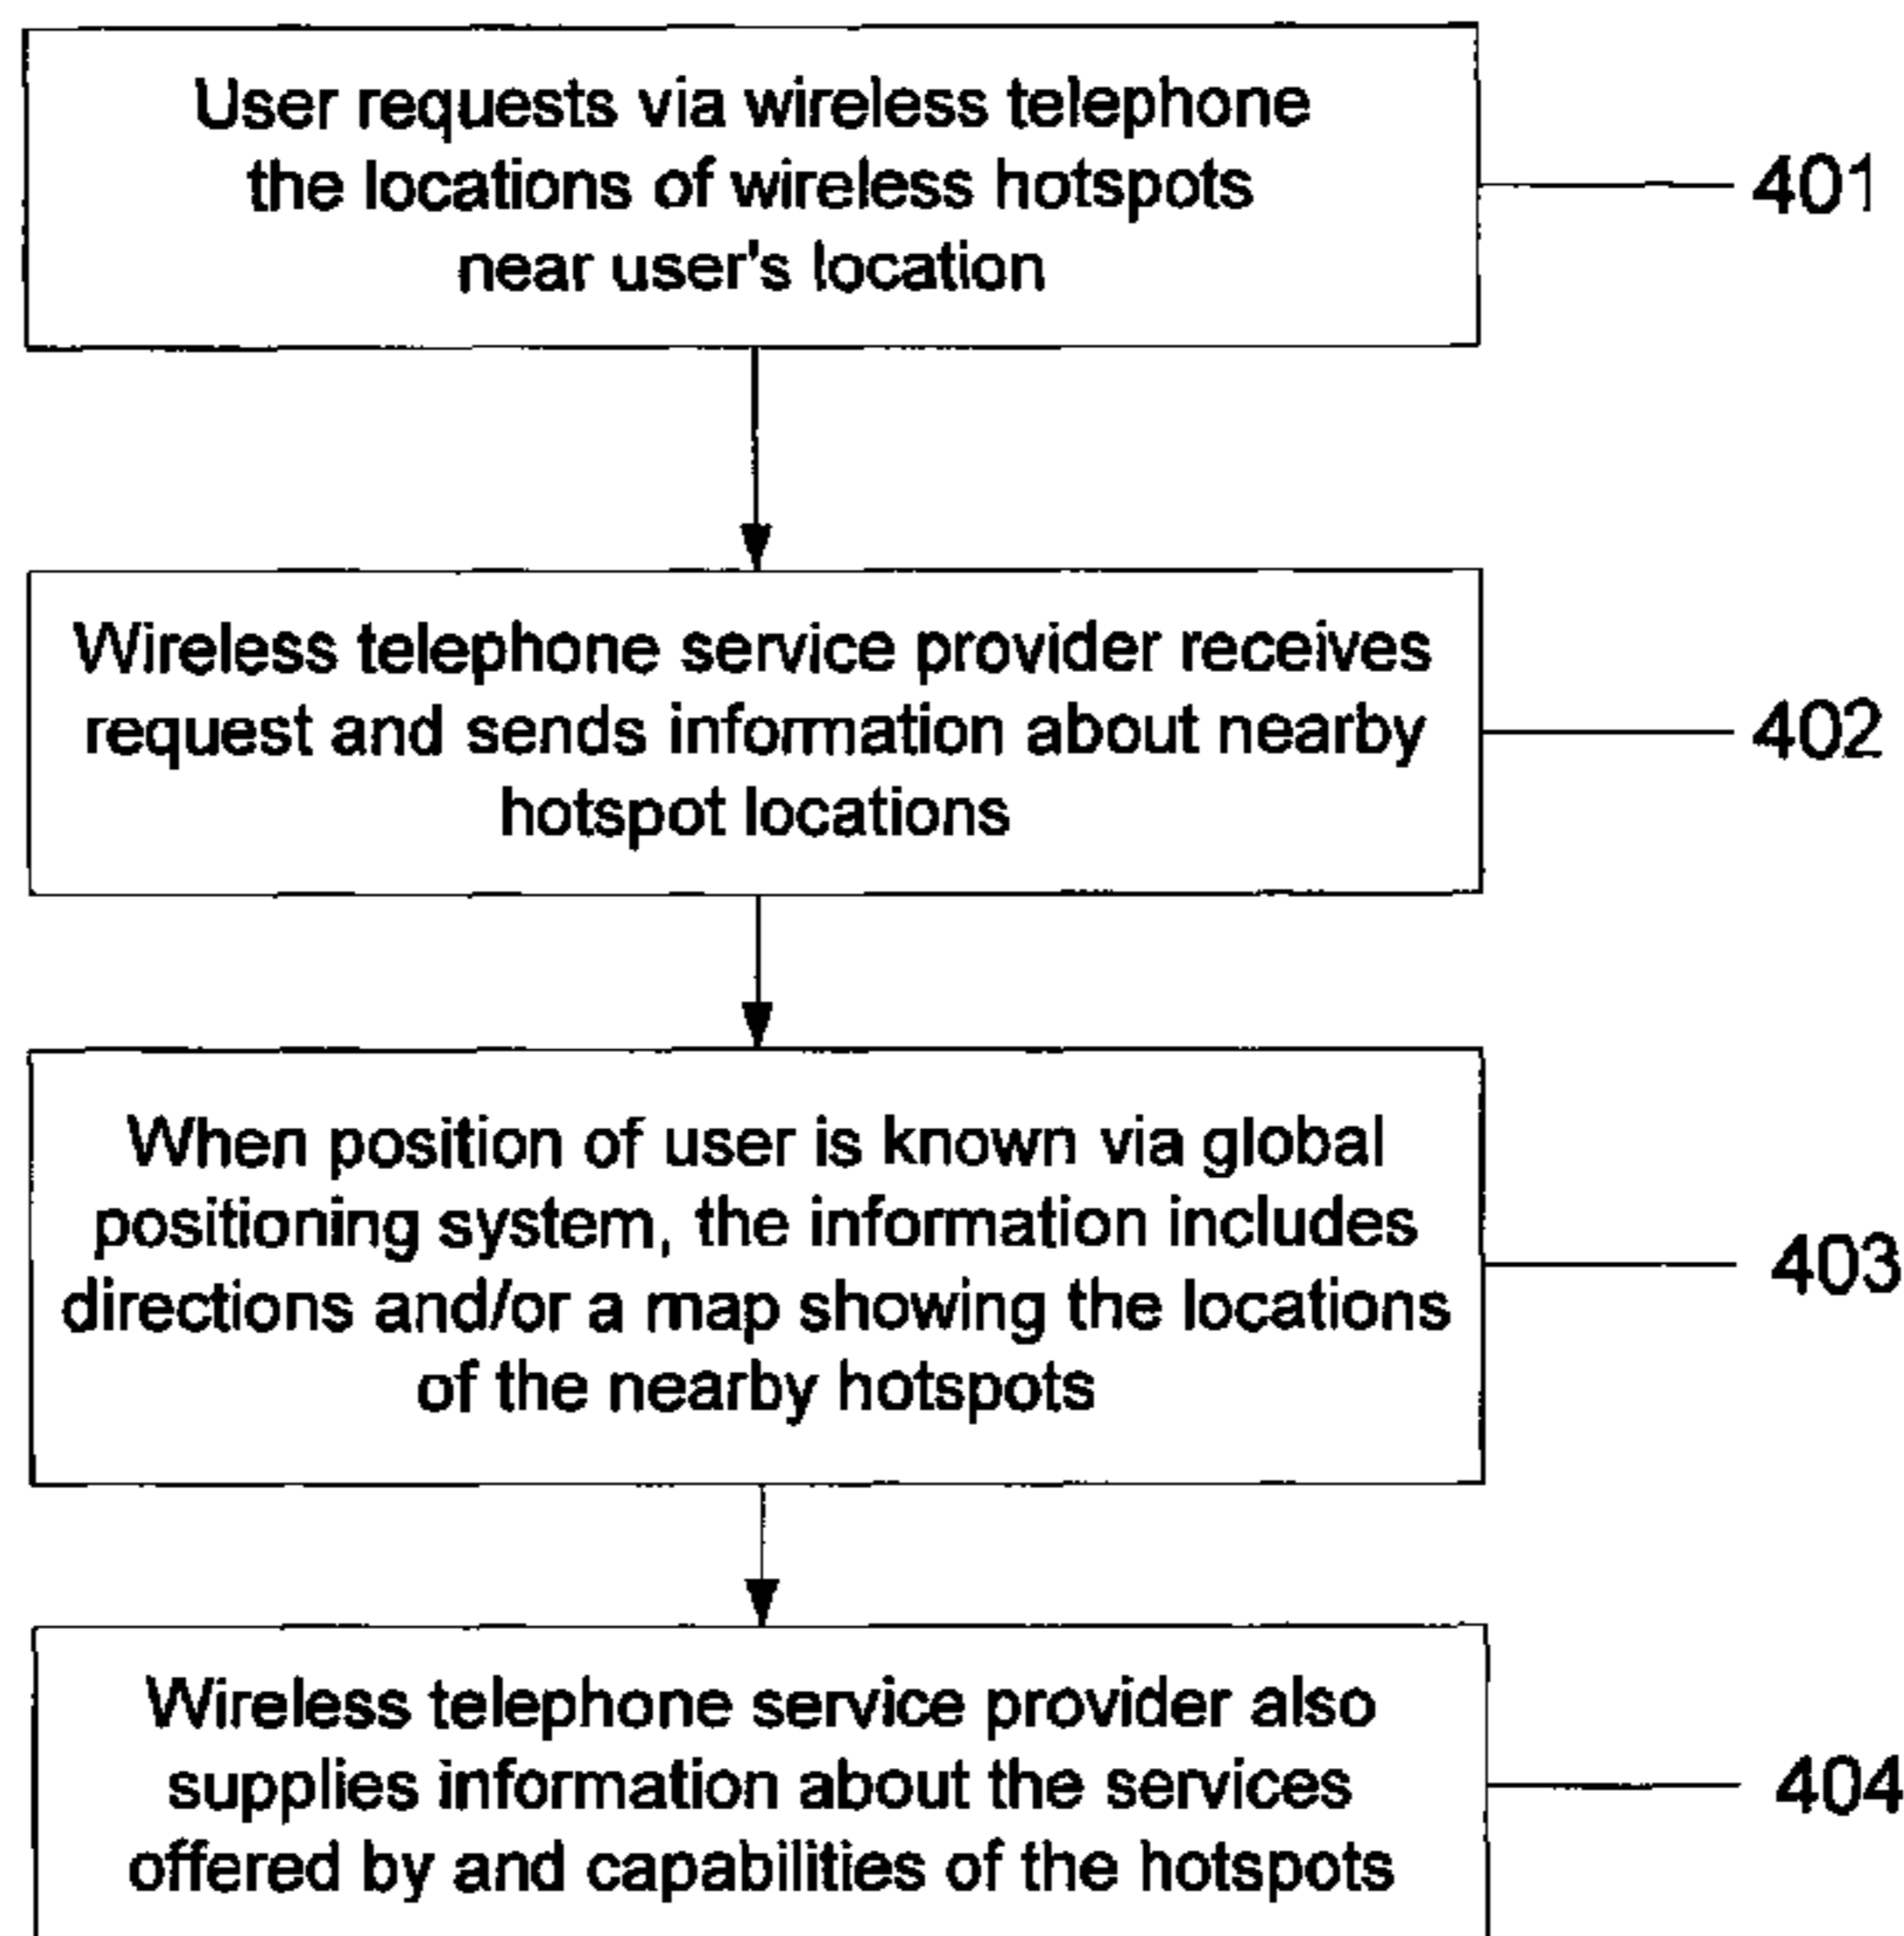 User requests via wireless telephone
the locations of wireless hotspots
near user's location
401
Wireless telephone service provider receives
request and sends information about nearby
hotspot locations
402
When position of user is known via global
positioning system, the information includes
directions and/or a map showing the locations
of the nearby hotspots
403
Wireless telephone service provider also
supplies information about the services
offered by and capabilities of the hotspots
404